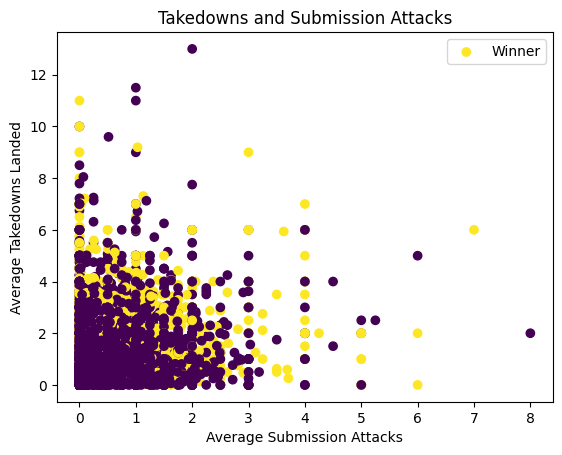 Takedowns and Submission Attacks
Winner
Average Takedowns Landed
12
10
8
6
4
2
0
0 1 2 3 4 5 6 7 8
Average Submission Attacks